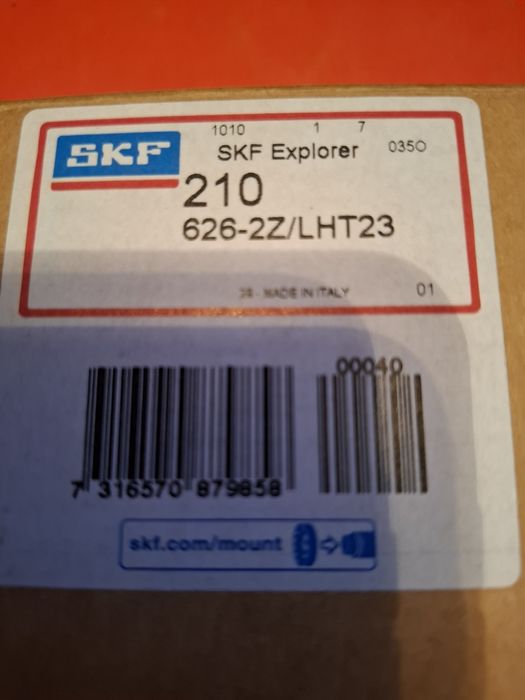 1010 1 7
SKF
SKF Explorer 035O
210
626-2Z/LHT23
MADE IN ITALY 01
00040
7 316570 879858
skf.com/mount